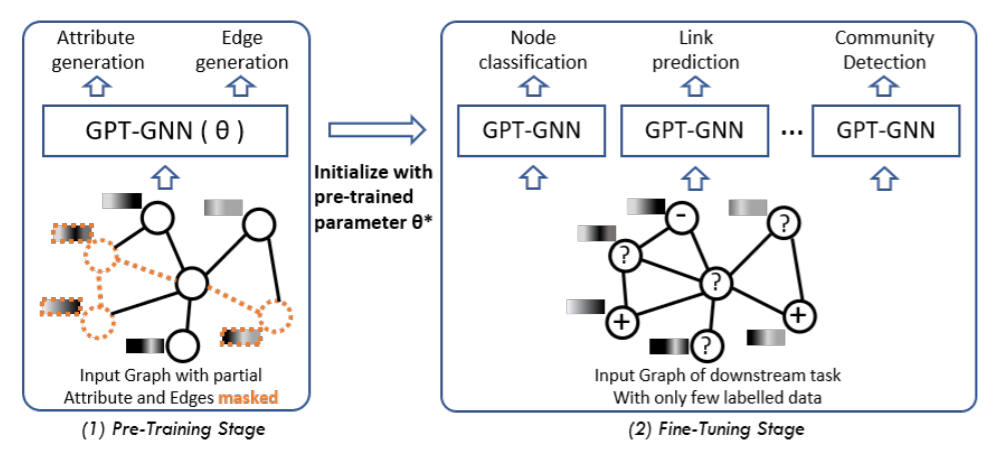 Attribute
generation
Edge
generation
GPT-GNN ( θ )
Input Graph with partial
Attribute and Edges masked
(1) Pre-Training Stage
Initialize with
pre-trained
parameter θ*
Node
classification
Link
prediction
Community
Detection
GPT-GNN
GPT-GNN
...
GPT-GNN
-
?
?
?
+
+
?
Input Graph of downstream task
With only few labelled data
(2) Fine-Tuning Stage